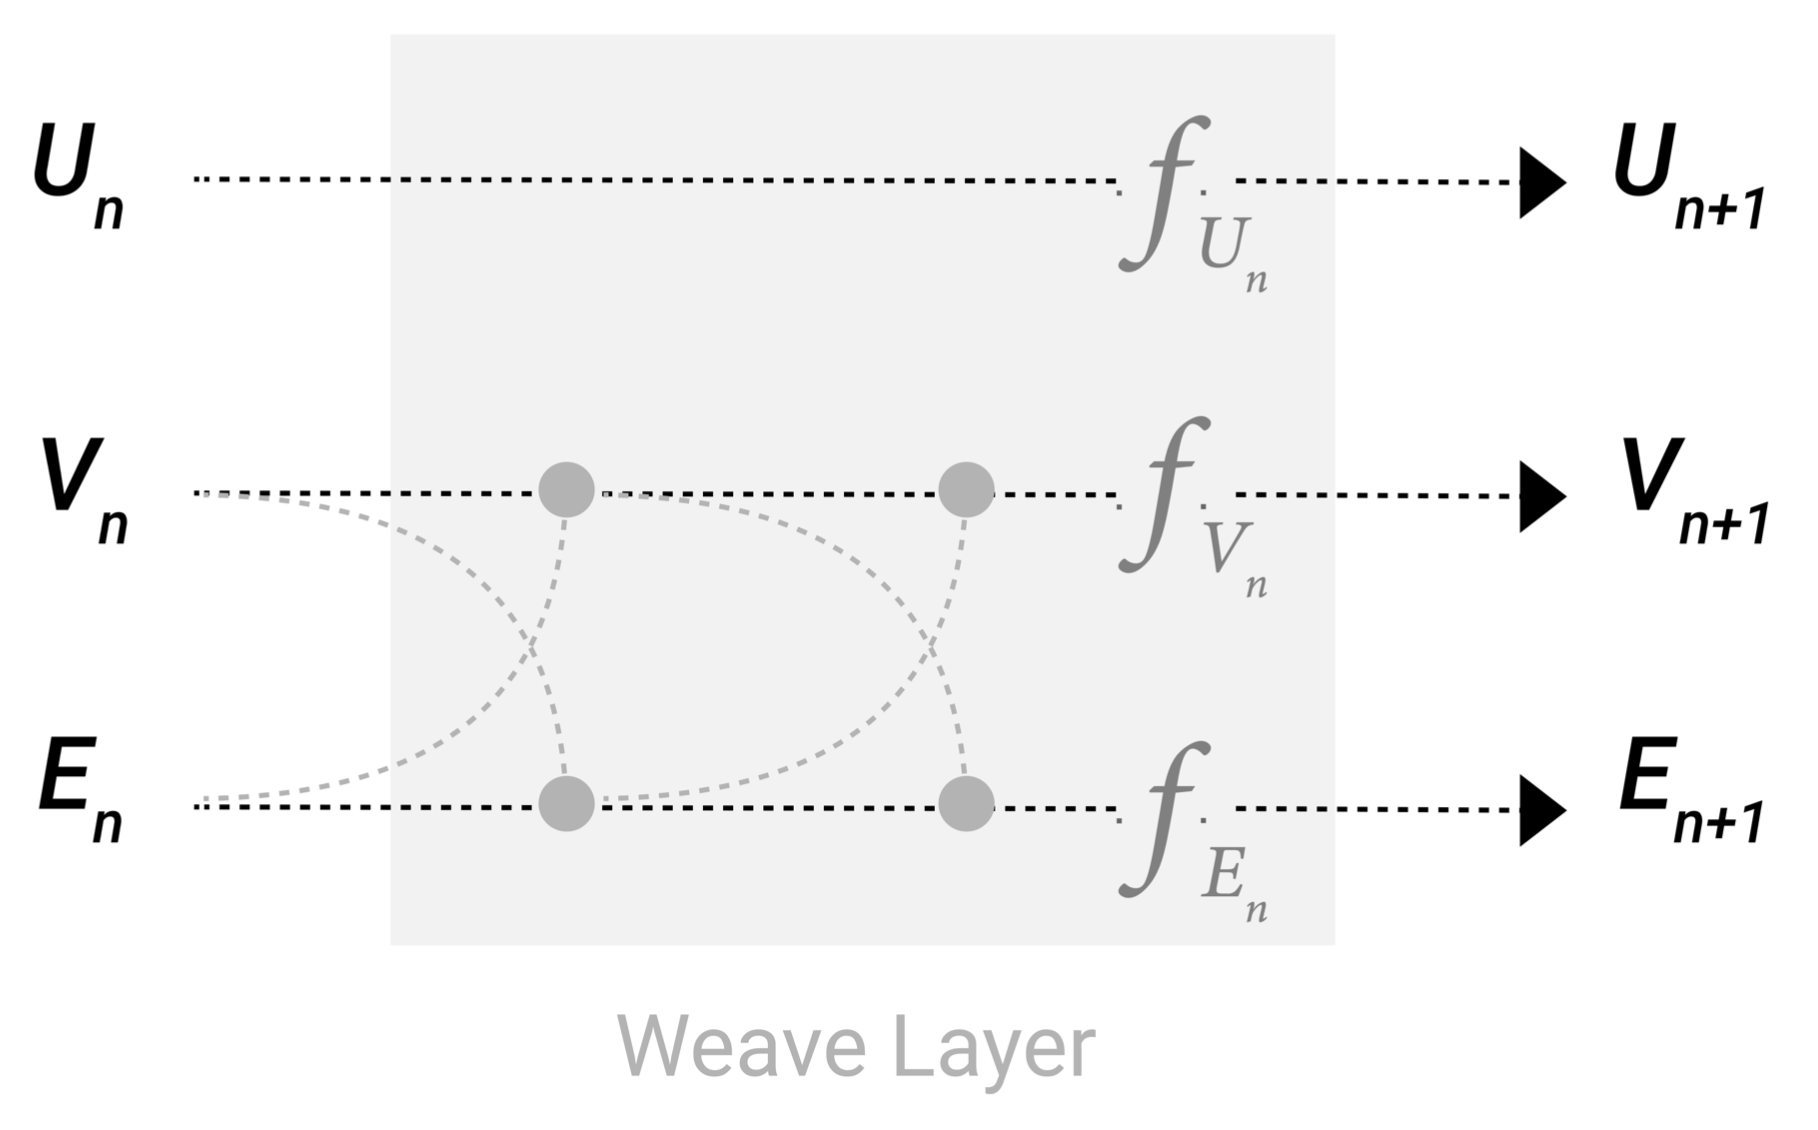 U_n f_{U_n} U_{n+1}
V_n f_{V_n} V_{n+1}
E_n f_{E_n} E_{n+1}
Weave Layer